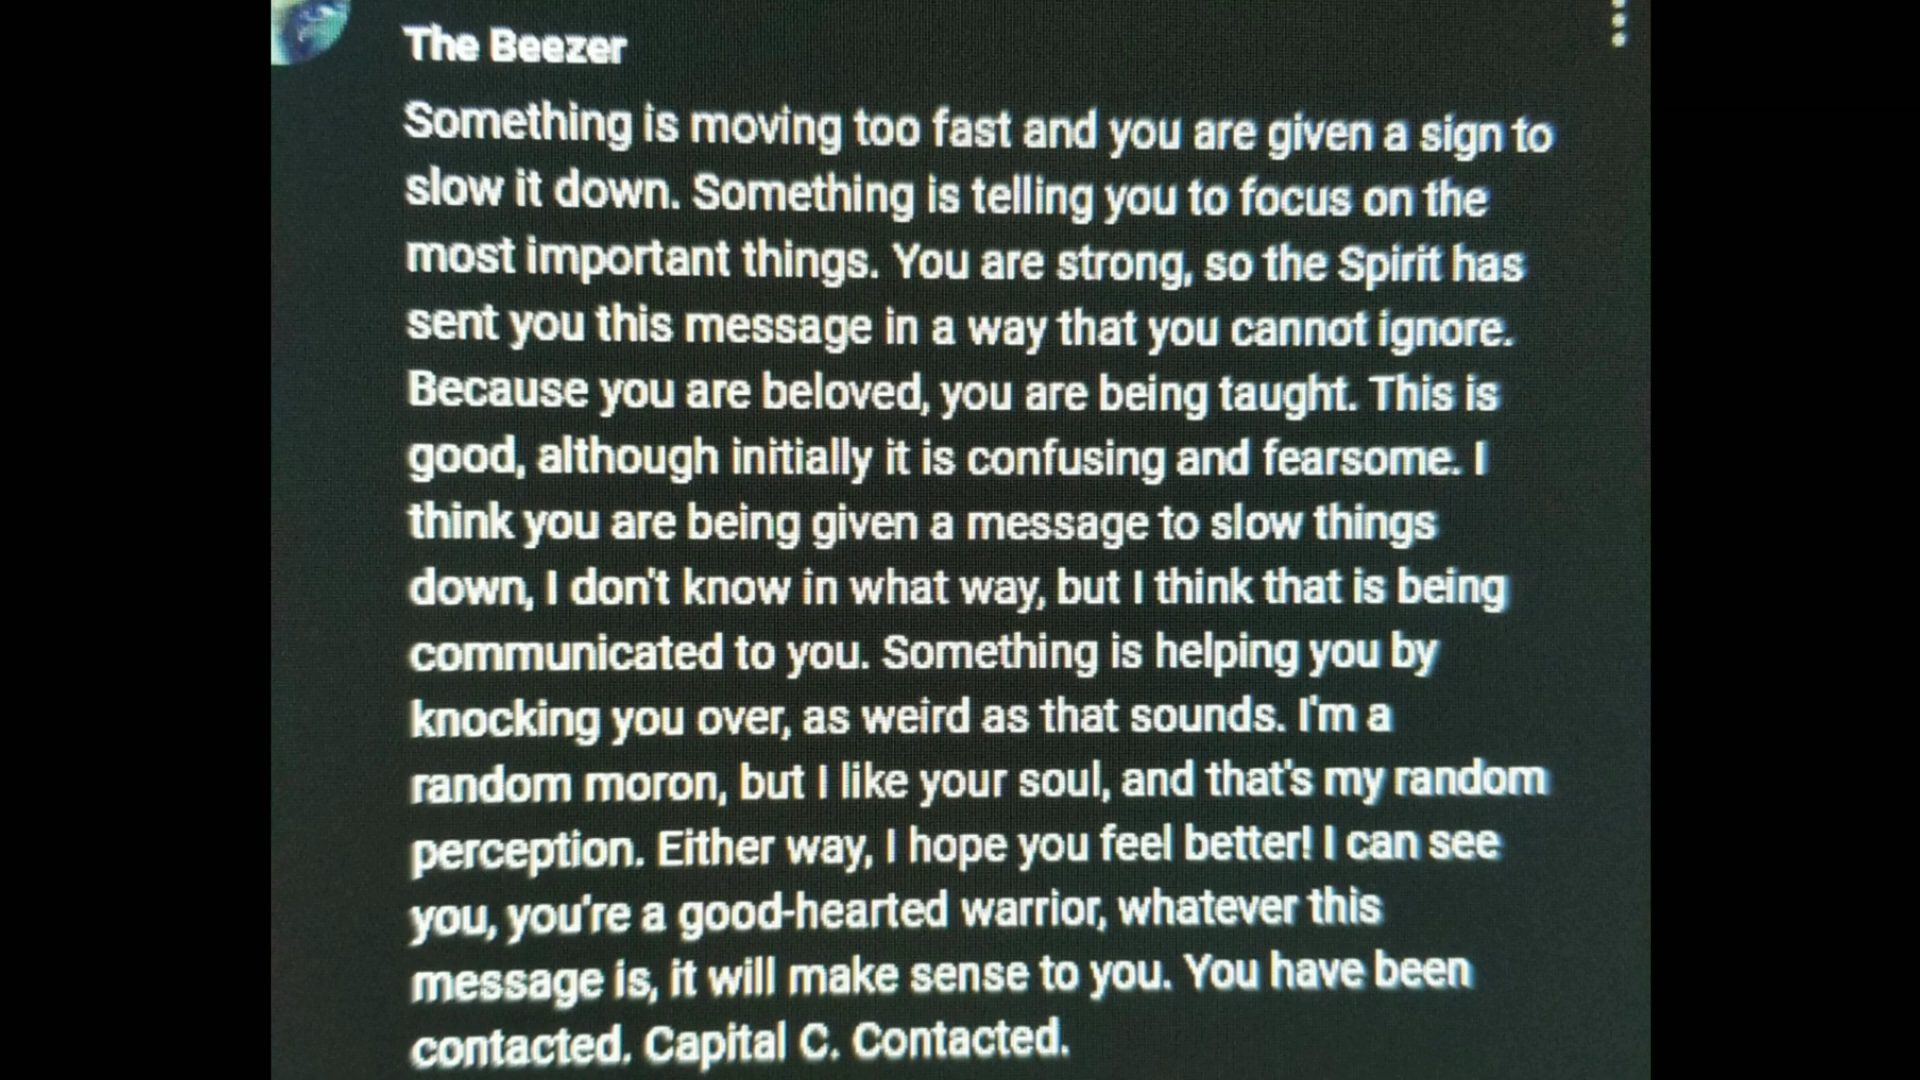 The Beezer
Something is moving too fast and you are given a sign to
slow it down. Something is telling you to focus on the
most important things. You are strong, so the Spirit has
sent you this message in a way that you cannot ignore.
Because you are beloved, you are being taught. This is
good, although initially it is confusing and fearsome. I
think you are being given a message to slow things
down, I don't know in what way, but I think that is being
communicated to you. Something is helping you by
knocking you over, as weird as that sounds. I'm a
random moron, but I like your soul, and that's my random
perception. Either way, I hope you feel better! I can see
you, you're a good-hearted warrior, whatever this
message is, it will make sense to you. You have been
contacted. Capital C. Contacted.